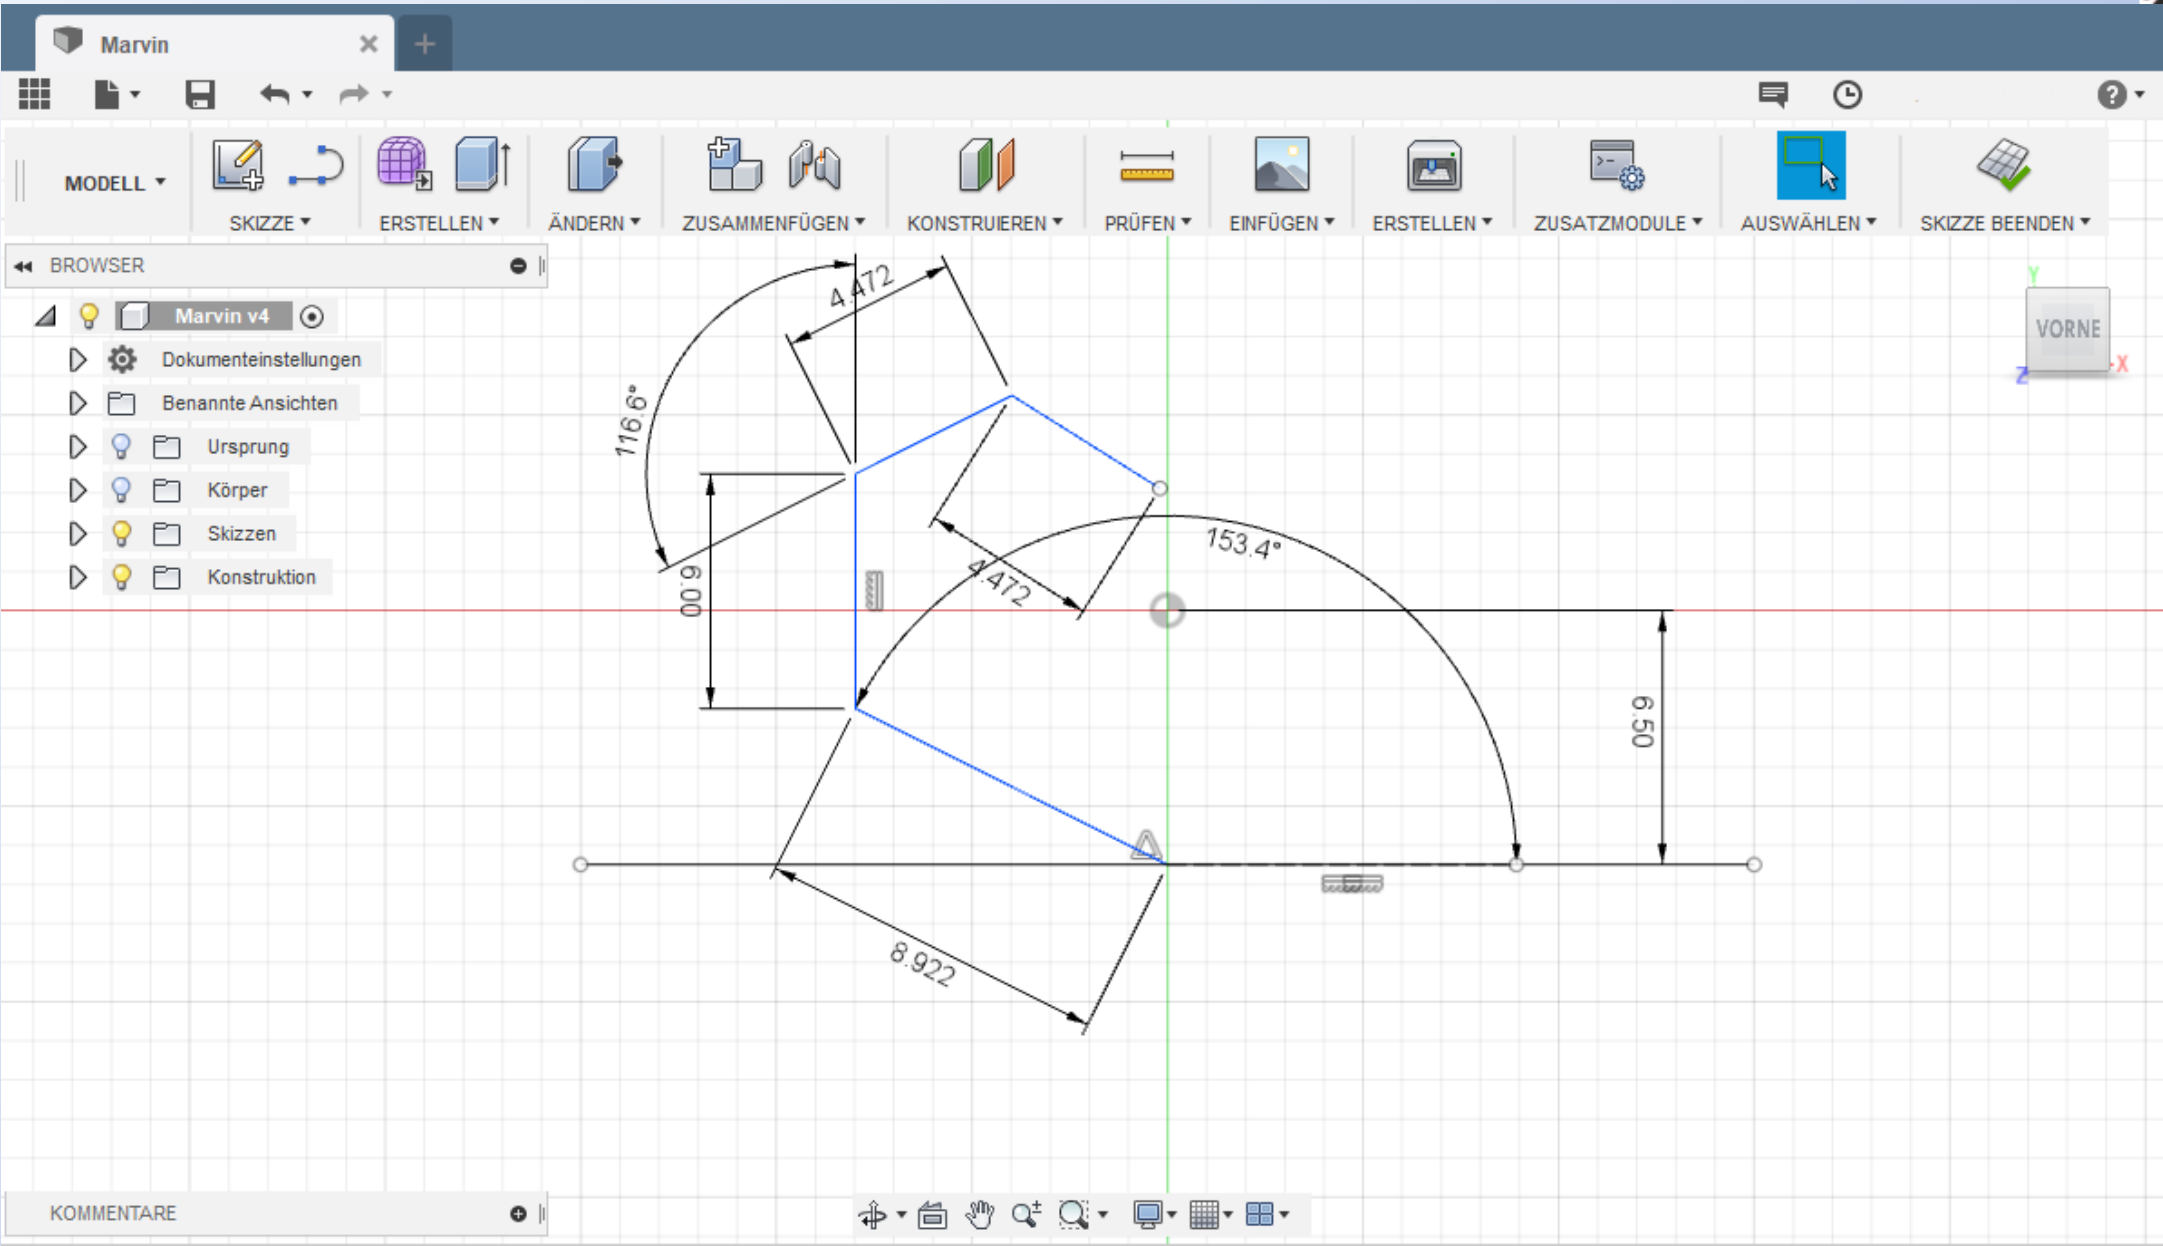 Marvin
MODELL
SKIZZE
ERSTELLEN
ÄNDERN
ZUSAMMENFÜGEN
KONSTRUIEREN
PRÜFEN
EINFÜGEN
ERSTELLEN
ZUSATZMODULE
AUSWÄHLEN
SKIZZE BEENDEN
BROWSER
Marvin v4
Dokumenteinstellungen
Benannte Ansichten
Ursprung
Körper
Skizzen
Konstruktion
4.472
116.6°
6.00
4.472
153.4°
6.50
8.922
Y
VORNE
X
Z
KOMMENTARE